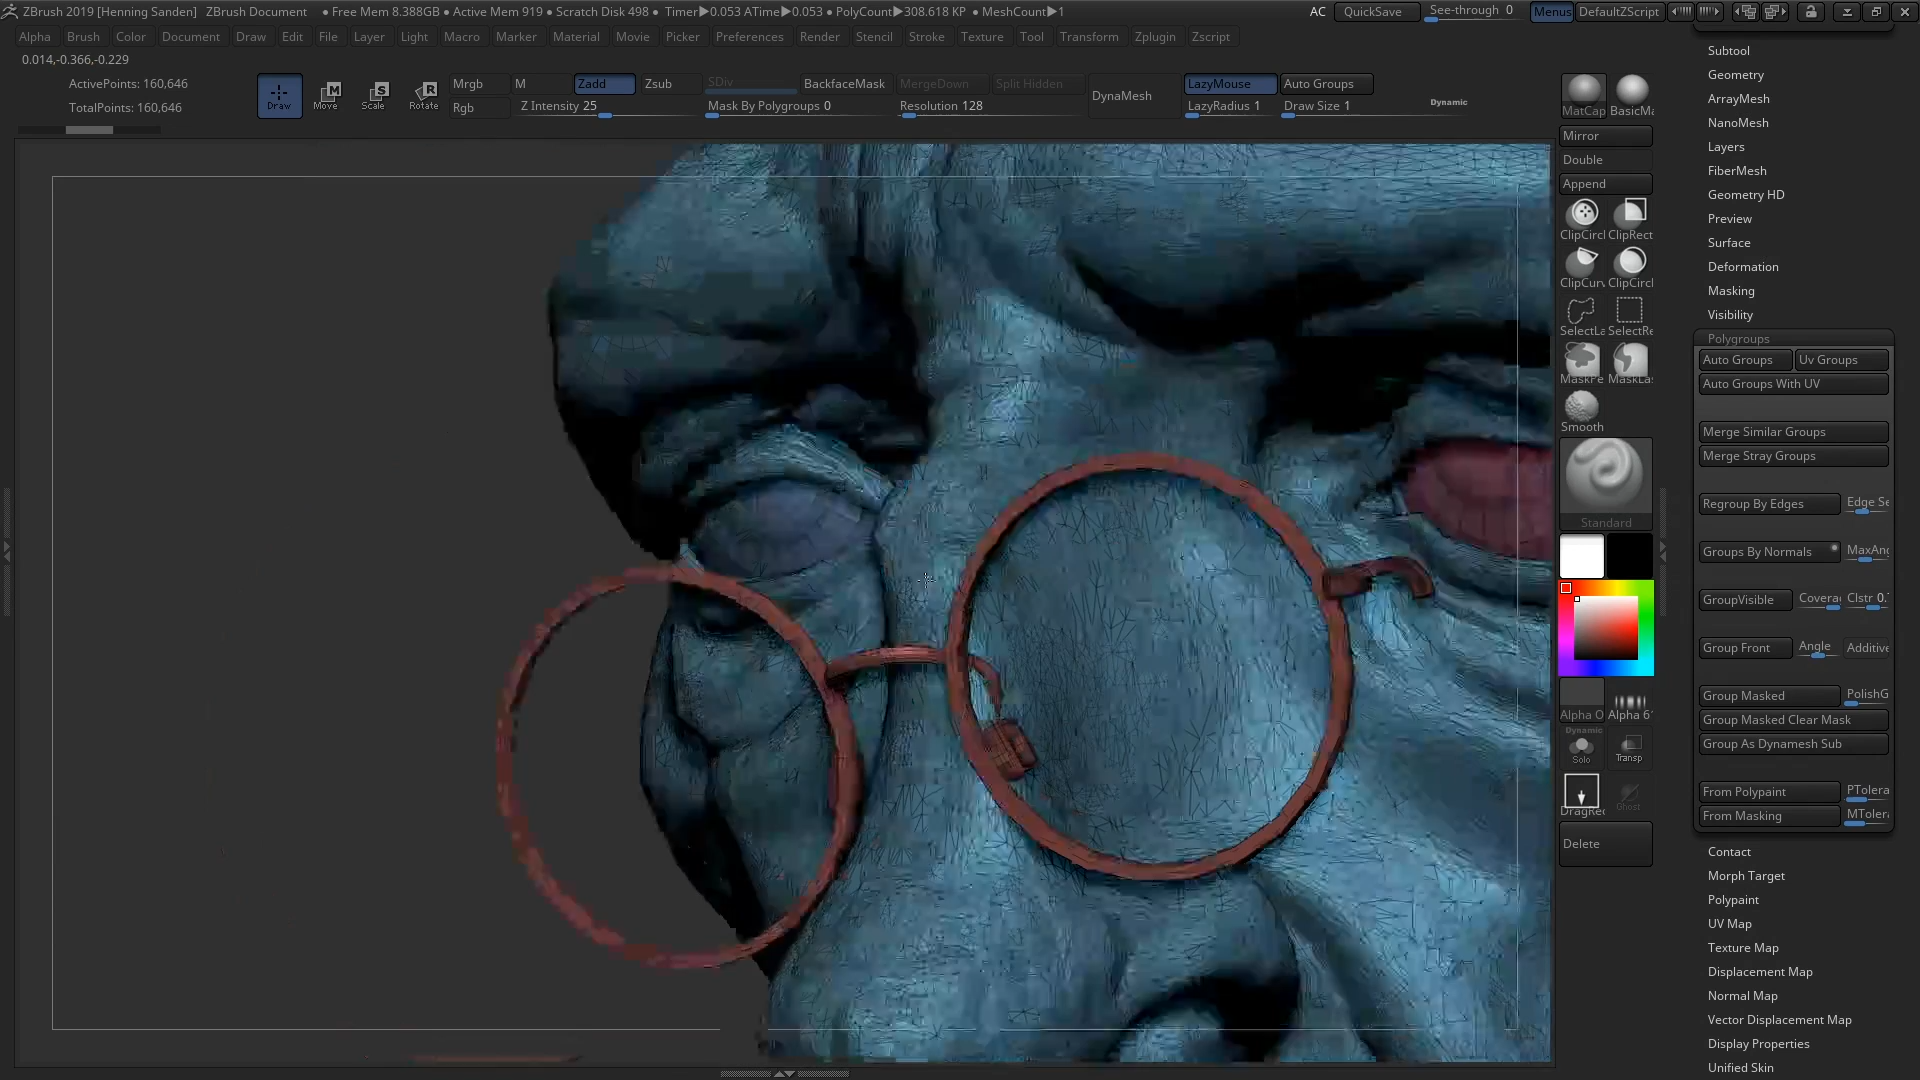 ZBrush 2019 [Henning Sanden] ZBrush Document • Free Mem 8.388GB • Active Mem 919 • Scratch Disk 498 • Timer▶0.053 ATime▶0.053 • PolyCount▶308.618 KP • MeshCount▶1 AC QuickSave See-through 0 Menus DefaultZScript
Alpha Brush Color Document Draw Edit File Layer Light Macro Marker Material Movie Picker Preferences Render Stencil Stroke Texture Tool Transform Zplugin Zscript
0.014,-0.366,-0.229
ActivePoints: 160,646
TotalPoints: 160,646
Draw Move Scale Rotate
Mrgb M Zadd Zsub SDiv BackfaceMask MergeDown Split Hidden DynaMesh LazyMouse Auto Groups
Rgb Z Intensity 25 Mask By Polygroups 0 Resolution 128 LazyRadius 1 Draw Size 1 Dynamic
MatCap BasicMa
Mirror
Double
Append
ClipCircl ClipRect
ClipCurv ClipCircl
SelectLa SelectRe
MaskPe MaskLas
Smooth
Standard
Alpha O Alpha 6
Dynamic
Solo Transp
DragRec Ghost
Delete
Subtool
Geometry
ArrayMesh
NanoMesh
Layers
FiberMesh
Geometry HD
Preview
Surface
Deformation
Masking
Visibility
Polygroups
Auto Groups Uv Groups
Auto Groups With UV
Merge Similar Groups
Merge Stray Groups
Regroup By Edges Edge Se
Groups By Normals MaxAng
GroupVisible Covera Clstr 0.
Group Front Angle Additive
Group Masked PolishG
Group Masked Clear Mask
Group As Dynamesh Sub
From Polypaint PTolera
From Masking MTolera
Contact
Morph Target
Polypaint
UV Map
Texture Map
Displacement Map
Normal Map
Vector Displacement Map
Display Properties
Unified Skin